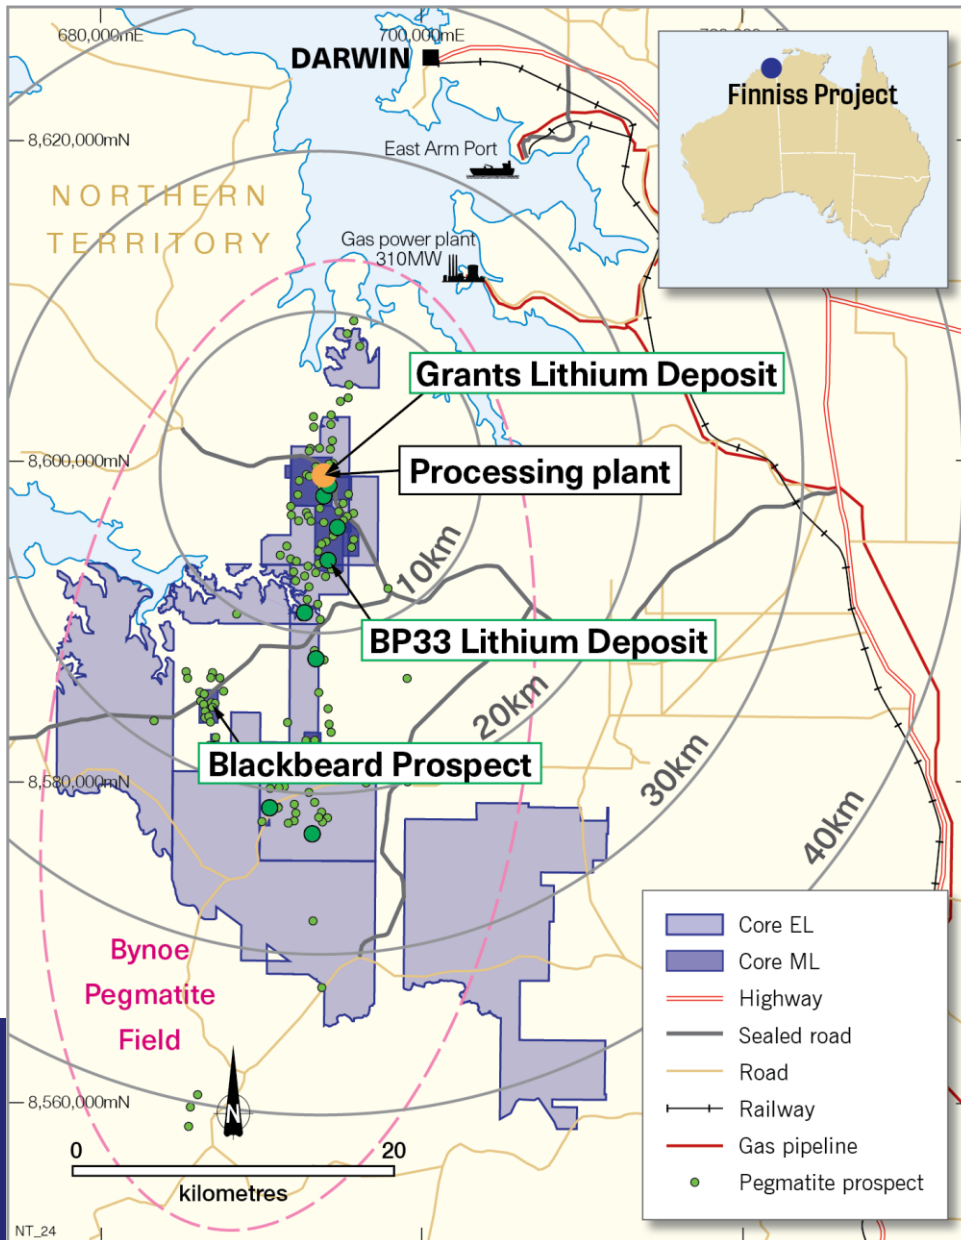 680,000mE
700,000mE
DARWIN
8,620,000mN
East Arm Port
NORTHERN
TERRITORY
Gas power plant
310MW
Finniss Project
Grants Lithium Deposit
8,600,000mN
Processing plant
10km
BP33 Lithium Deposit
20km
Blackbeard Prospect
8,580,000mN
30km
40km
Bynoe
Pegmatite
Field
8,560,000mN
N
0 20
kilometres
NT_24
Core EL
Core ML
Highway
Sealed road
Road
Railway
Gas pipeline
Pegmatite prospect